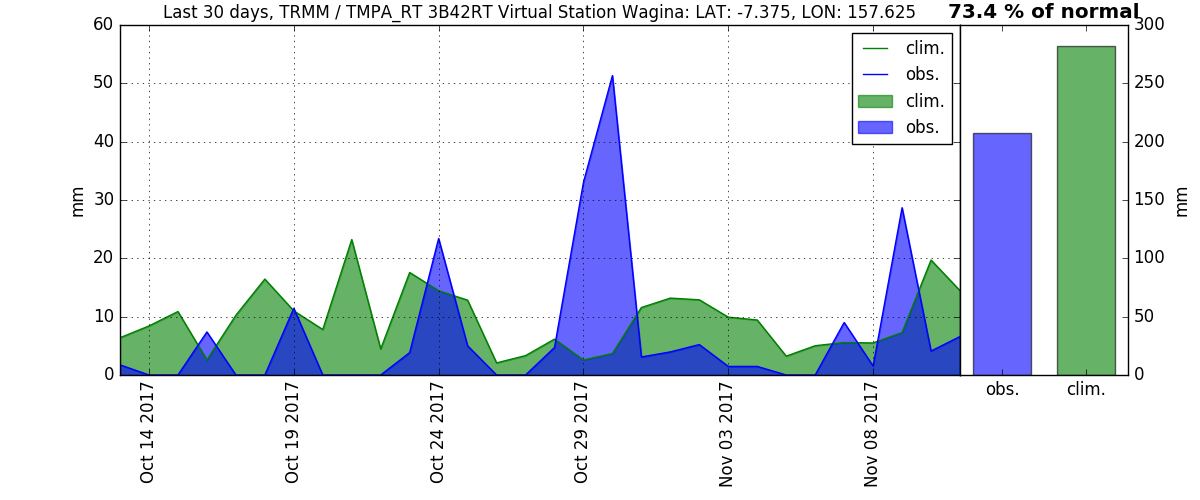 Last 30 days, TRMM / TMPA_RT 3B42RT Virtual Station Wagina: LAT: -7.375, LON: 157.625
73.4 % of normal
60
50
40
30
20
10
0
mm
clim.
obs.
clim.
obs.
Oct 14 2017
Oct 19 2017
Oct 24 2017
Oct 29 2017
Nov 03 2017
Nov 08 2017
300
250
200
150
100
50
0
mm
obs.
clim.